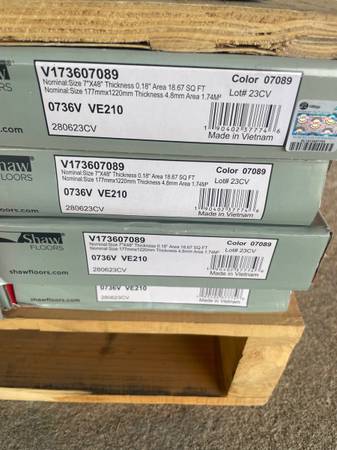 V173607089
Color 07089
Nominal:Size 7"X48" Thickness 0.18" Area 18.67 SQ FT
Nominal:Size 177mmx1220mm Thickness 4.8mm Area 1.74M²
Lot# 23CV
0736V VE210
Made in Vietnam
280623CV
s.com
Shaw
FLOORS
V173607089
Color 07089
Nominal:Size 7"X48" Thickness 0.18" Area 18.67 SQ FT
Nominal:Size 177mmx1220mm Thickness 4.8mm Area 1.74M²
Lot# 23CV
0736V VE210
Made in Vietnam
280623CV
Shaw
FLOORS
shawfloors.com
V173607089
Color 07089
Nominal:Size 7"X48" Thickness 0.18" Area 18.67 SQ FT
Nominal:Size 177mmx1220mm Thickness 4.8mm Area 1.74M²
Lot# 23CV
0736V VE210
Made in Vietnam
280623CV
0736V VE210
280623CV
Made in Vietnam